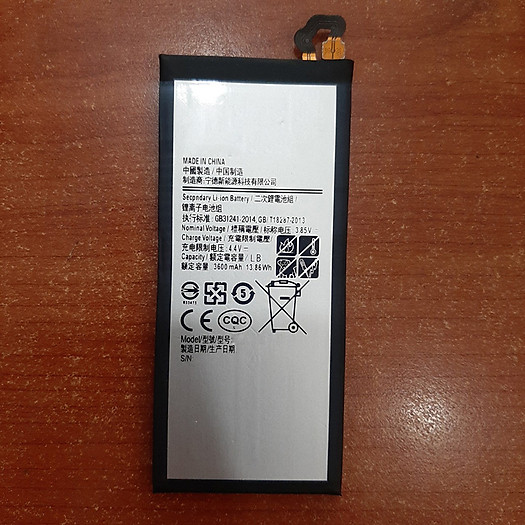 MADE IN CHINA
中國製造 / 中国制造
制造商:宁德新能源科技有限公司
Secpndary Li-ion Battery / 二次鋰電池組 /
锂离子电池组
执行标准: GB31241-2014, GB/T18287-2013
Nominal Voltage / 標稱電壓 / 标称电压: 3.85V
Charge Voltage / 充電限制電壓
充电限制电压: 4.4V
Capacity / 額定電容量 / LB
额定容量: 3600mAh 13.86Wh
5
CE CQC
Model/型號/型号:
製造日期/生产日期
S/N: